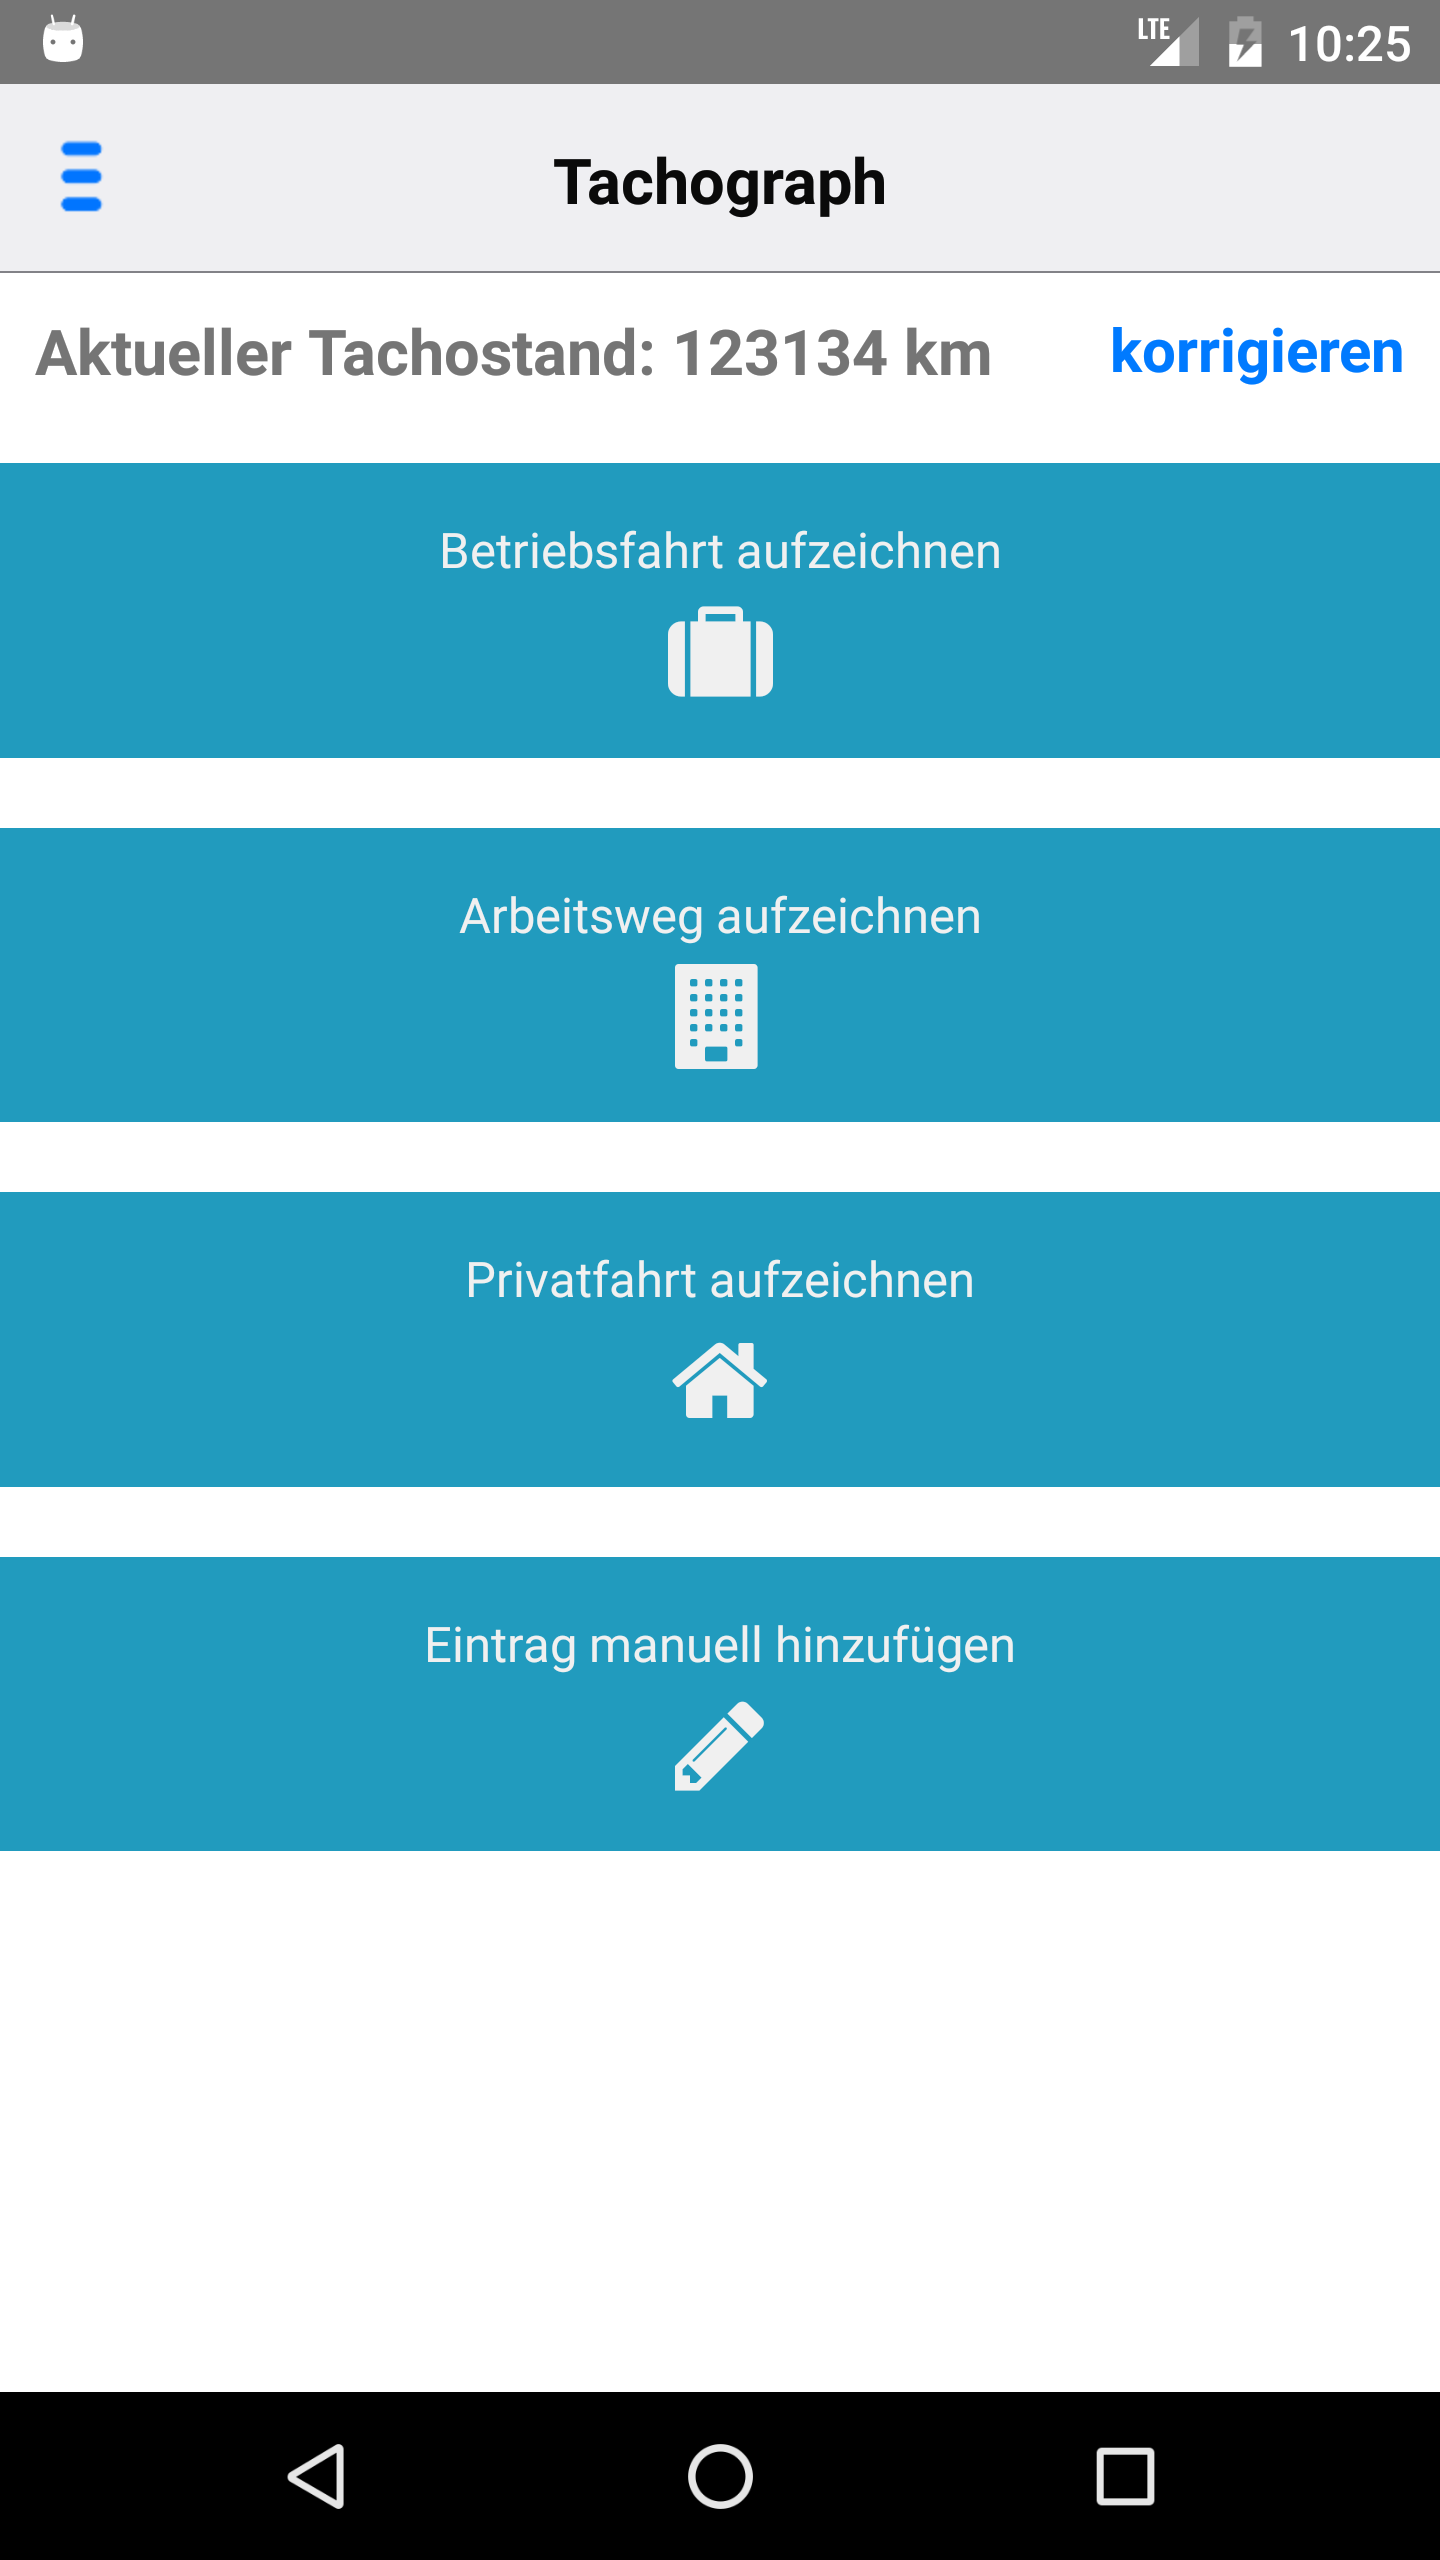 LTE 10:25
Tachograph
Aktueller Tachostand: 123134 km korrigieren
Betriebsfahrt aufzeichnen
Arbeitsweg aufzeichnen
Privatfahrt aufzeichnen
Eintrag manuell hinzufügen